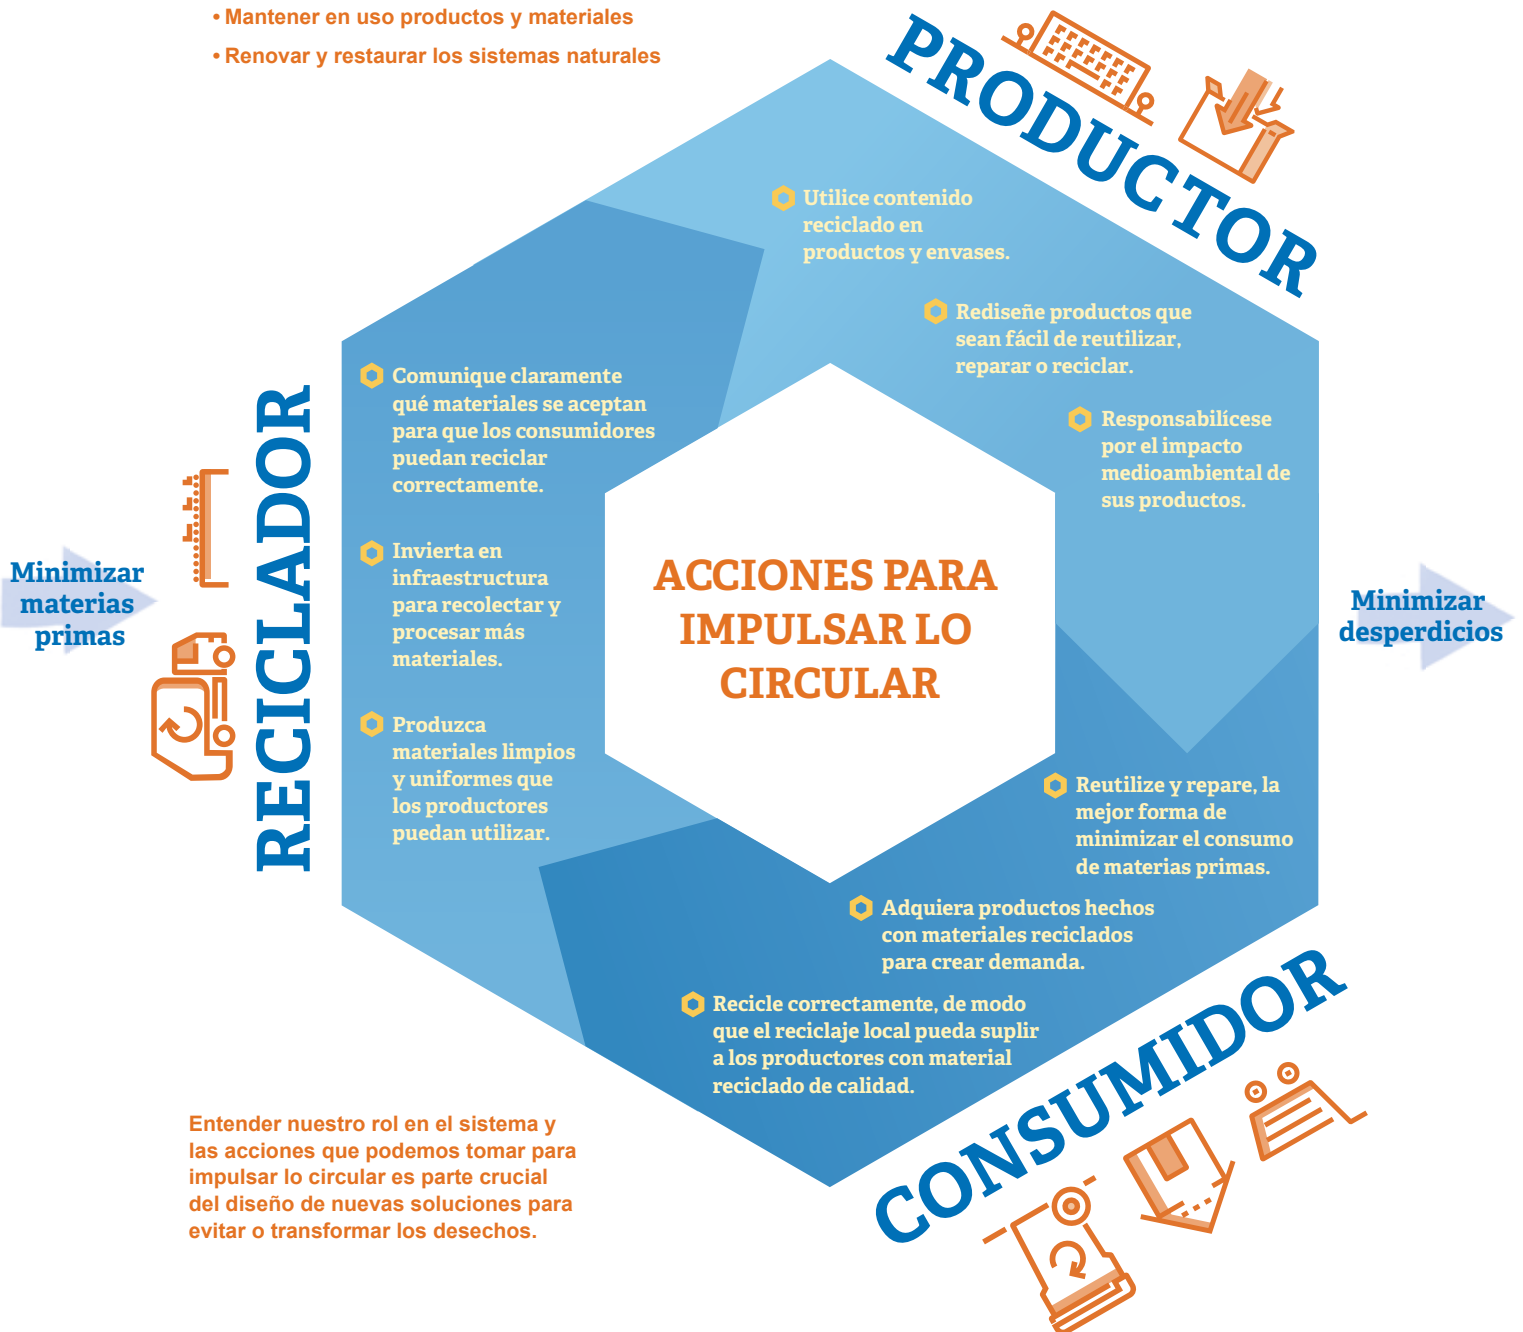 • Mantener en uso productos y materiales
• Renovar y restaurar los sistemas naturales
PRODUCTOR
Utilice contenido
reciclado en
productos y envases.
Rediseñe productos que
sean fácil de reutilizar,
reparar o reciclar.
Responsabilícese
por el impacto
medioambiental de
sus productos.
RECICLADOR
Comunique claramente
qué materiales se aceptan
para que los consumidores
puedan reciclar
correctamente.
Invierta en
infraestructura
para recolectar y
procesar más
materiales.
Produzca
materiales limpios
y uniformes que
los productores
puedan utilizar.
Minimizar
materias
primas
ACCIONES PARA
IMPULSAR LO
CIRCULAR
Minimizar
desperdicios
Reutilize y repare, la
mejor forma de
minimizar el consumo
de materias primas.
Adquiera productos hechos
con materiales reciclados
para crear demanda.
Recicle correctamente, de modo
que el reciclaje local pueda suplir
a los productores con material
reciclado de calidad.
CONSUMIDOR
Entender nuestro rol en el sistema y
las acciones que podemos tomar para
impulsar lo circular es parte crucial
del diseño de nuevas soluciones para
evitar o transformar los desechos.